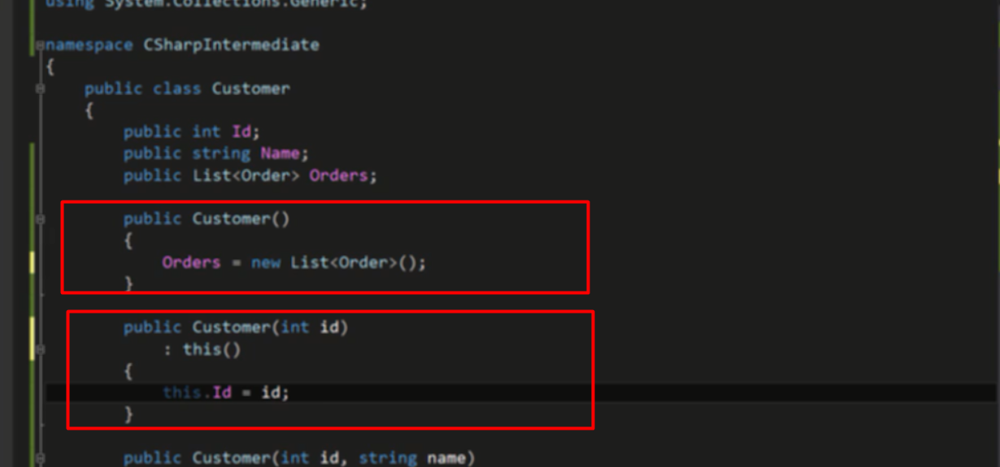 using System.Collections.Generic;
namespace CSharpIntermediate
{
public class Customer
{
public int Id;
public string Name;
public List<Order> Orders;
public Customer()
{
Orders = new List<Order>();
}
public Customer(int id)
: this()
{
this.Id = id;
}
public Customer(int id, string name)